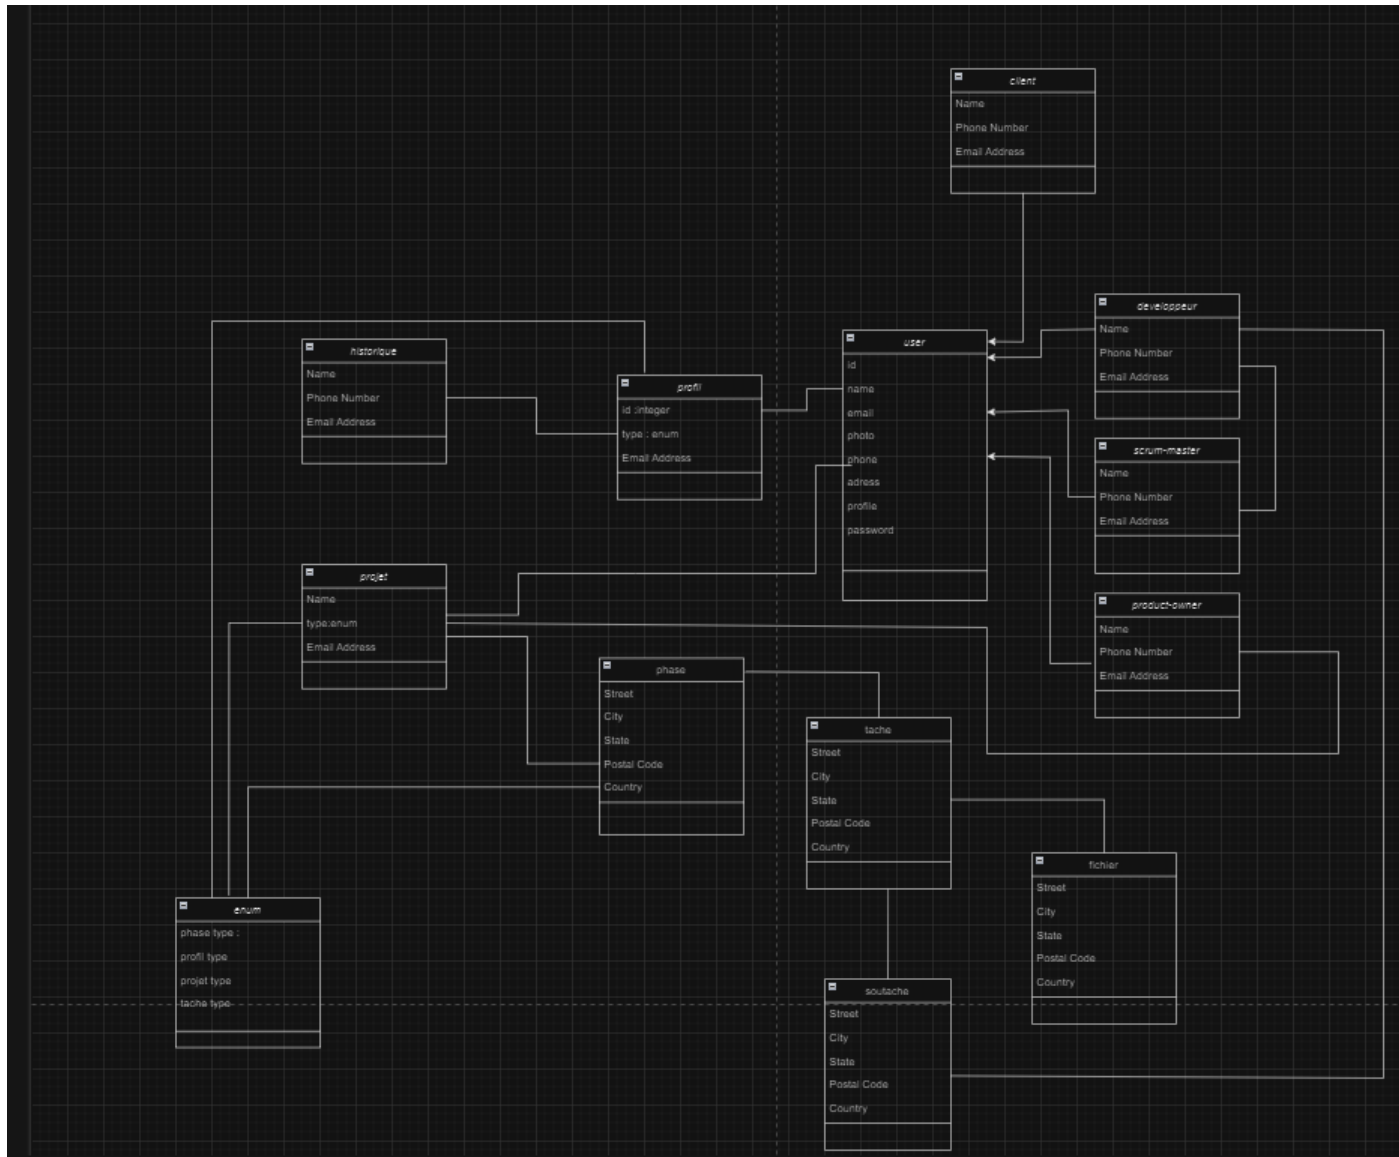 client
Name
Phone Number
Email Address
developpeur
Name
Phone Number
Email Address
historique
Name
Phone Number
Email Address
profil
id :integer
type : enum
Email Address
user
id
name
email
photo
phone
adress
profile
password
scrum-master
Name
Phone Number
Email Address
projet
Name
type:enum
Email Address
product-owner
Name
Phone Number
Email Address
phase
Street
City
State
Postal Code
Country
tache
Street
City
State
Postal Code
Country
fichier
Street
City
State
Postal Code
Country
enum
phase type :
profil type
projet type
tache type
soutache
Street
City
State
Postal Code
Country